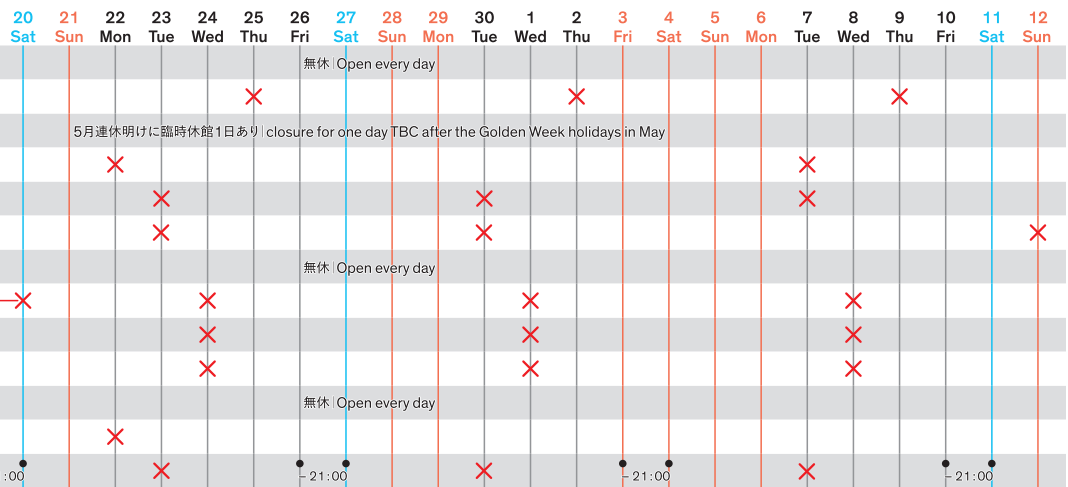 20 21 22 23 24 25 26 27 28 29 30 1 2 3 4 5 6 7 8 9 10 11 12
Sat Sun Mon Tue Wed Thu Fri Sat Sun Mon Tue Wed Thu Fri Sat Sun Mon Tue Wed Thu Fri Sat Sun
無休|Open every day
5月連休明けに臨時休館1日あり|closure for one day TBC after the Golden Week holidays in May
無休|Open every day
無休|Open every day
:00 –21:00 –21:00 –21:00